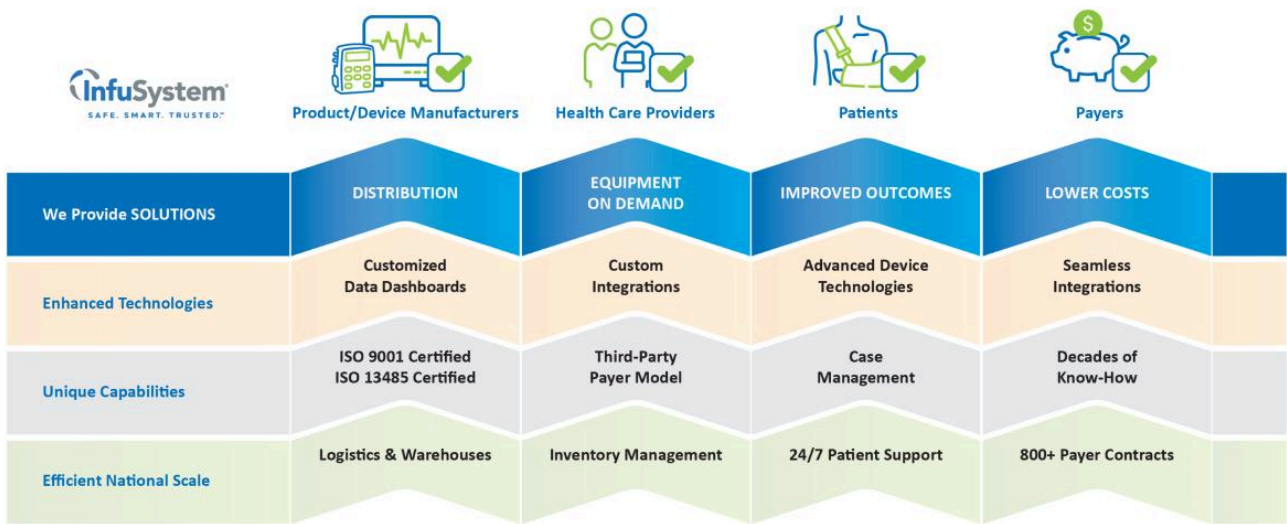 $
InfuSystem®
SAFE. SMART. TRUSTED.℠
Product/Device Manufacturers
Health Care Providers
Patients
Payers
We Provide SOLUTIONS
DISTRIBUTION
EQUIPMENT
ON DEMAND
IMPROVED OUTCOMES
LOWER COSTS
Enhanced Technologies
Customized
Data Dashboards
Custom
Integrations
Advanced Device
Technologies
Seamless
Integrations
Unique Capabilities
ISO 9001 Certified
ISO 13485 Certified
Third-Party
Payer Model
Case
Management
Decades of
Know-How
Efficient National Scale
Logistics & Warehouses
Inventory Management
24/7 Patient Support
800+ Payer Contracts